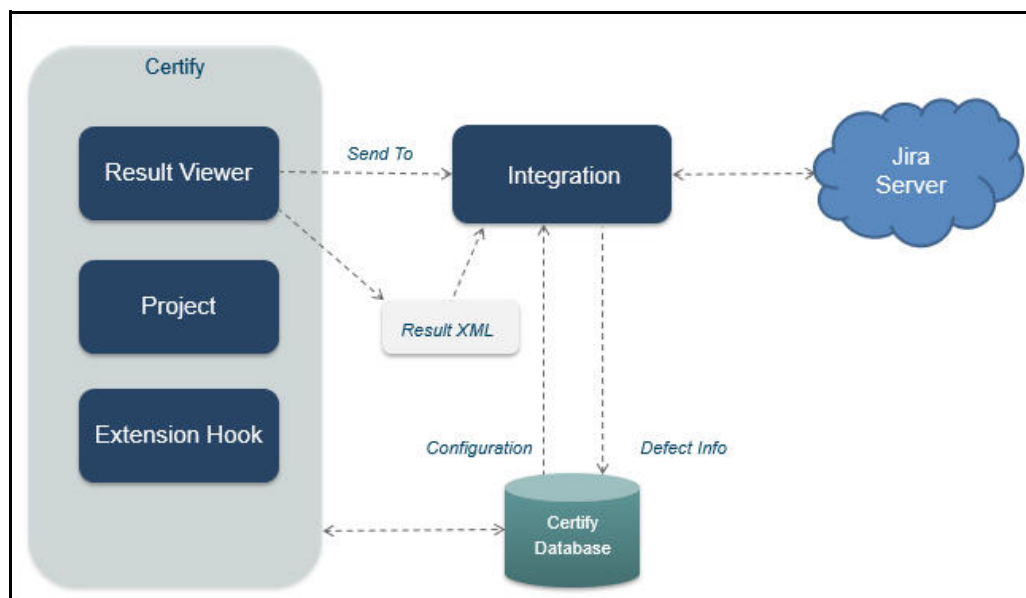 Certify
Result Viewer
Send To
Integration
Jira
Server
Project
Result XML
Extension Hook
Configuration
Defect Info
Certify
Database